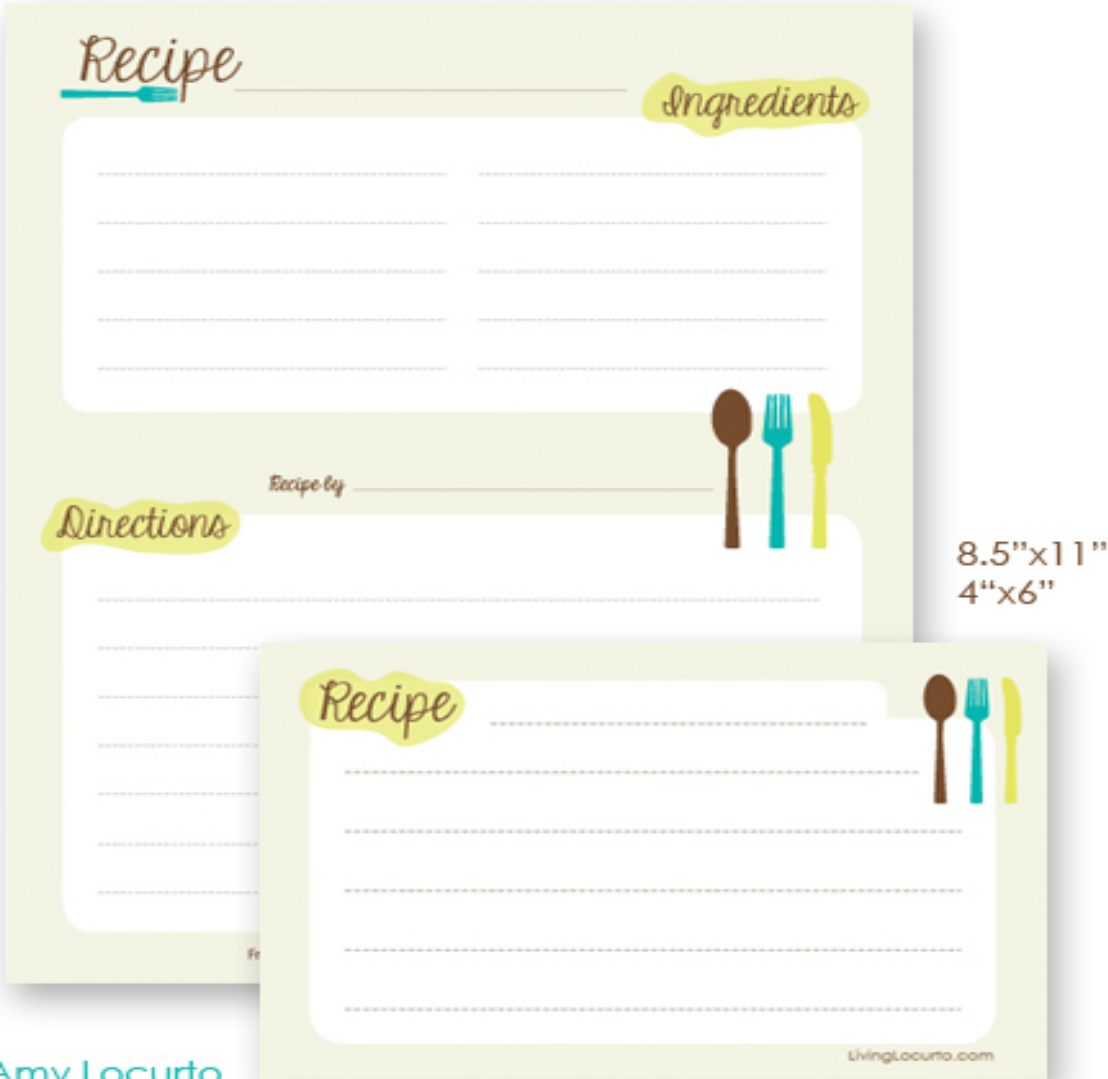 Recipe
Ingredients
Recipe by
Directions
8.5”x11”
4“x6”
Recipe
LivingLocurto.com
Amy Locurto